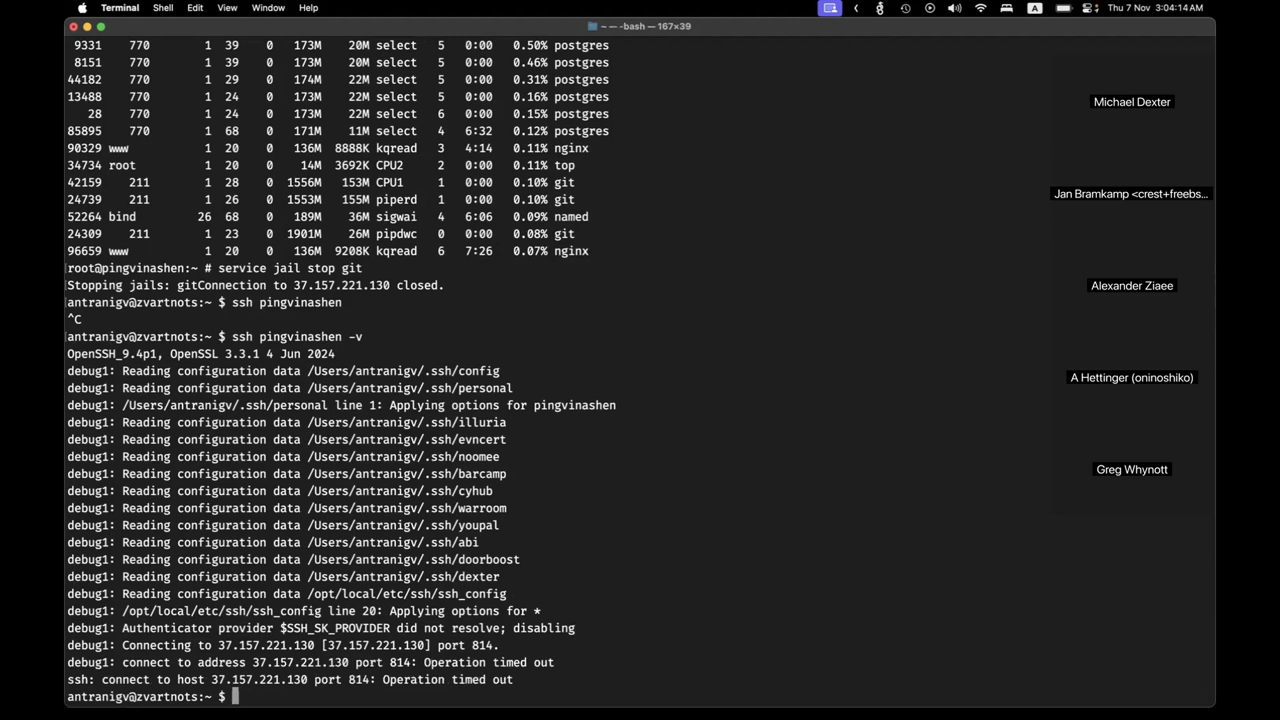 Terminal Shell Edit View Window Help A Thu 7 Nov 3:04:14 AM
~ — -bash — 167×39
9331 770 1 39 0 173M 20M select 5 0:00 0.50% postgres
8151 770 1 39 0 173M 20M select 5 0:00 0.46% postgres
44182 770 1 29 0 174M 22M select 5 0:00 0.31% postgres
13488 770 1 24 0 173M 22M select 5 0:00 0.16% postgres
28 770 1 24 0 173M 22M select 6 0:00 0.15% postgres
85895 770 1 68 0 171M 11M select 4 6:32 0.12% postgres
90329 www 1 20 0 136M 8888K kqread 3 4:14 0.11% nginx
34734 root 1 20 0 14M 3692K CPU2 2 0:00 0.11% top
42159 211 1 28 0 1556M 153M CPU1 1 0:00 0.10% git
24739 211 1 26 0 1553M 155M piperd 1 0:00 0.10% git
52264 bind 26 68 0 189M 36M sigwai 4 6:06 0.09% named
24309 211 1 23 0 1901M 26M pipdwc 0 0:00 0.08% git
96659 www 1 20 0 136M 9208K kqread 6 7:26 0.07% nginx
root@pingvinashen:~ # service jail stop git
Stopping jails: gitConnection to 37.157.221.130 closed.
antranigv@zvartnots:~ $ ssh pingvinashen
^C
antranigv@zvartnots:~ $ ssh pingvinashen -v
OpenSSH_9.4p1, OpenSSL 3.3.1 4 Jun 2024
debug1: Reading configuration data /Users/antranigv/.ssh/config
debug1: Reading configuration data /Users/antranigv/.ssh/personal
debug1: /Users/antranigv/.ssh/personal line 1: Applying options for pingvinashen
debug1: Reading configuration data /Users/antranigv/.ssh/illuria
debug1: Reading configuration data /Users/antranigv/.ssh/evncert
debug1: Reading configuration data /Users/antranigv/.ssh/noomee
debug1: Reading configuration data /Users/antranigv/.ssh/barcamp
debug1: Reading configuration data /Users/antranigv/.ssh/cyhub
debug1: Reading configuration data /Users/antranigv/.ssh/warroom
debug1: Reading configuration data /Users/antranigv/.ssh/youpal
debug1: Reading configuration data /Users/antranigv/.ssh/abi
debug1: Reading configuration data /Users/antranigv/.ssh/doorboost
debug1: Reading configuration data /Users/antranigv/.ssh/dexter
debug1: Reading configuration data /opt/local/etc/ssh/ssh_config
debug1: /opt/local/etc/ssh/ssh_config line 20: Applying options for *
debug1: Authenticator provider $SSH_SK_PROVIDER did not resolve; disabling
debug1: Connecting to 37.157.221.130 [37.157.221.130] port 814.
debug1: connect to address 37.157.221.130 port 814: Operation timed out
ssh: connect to host 37.157.221.130 port 814: Operation timed out
antranigv@zvartnots:~ $
Michael Dexter
Jan Bramkamp <crest+freebs...
Alexander Ziaee
A Hettinger (oninoshiko)
Greg Whynott